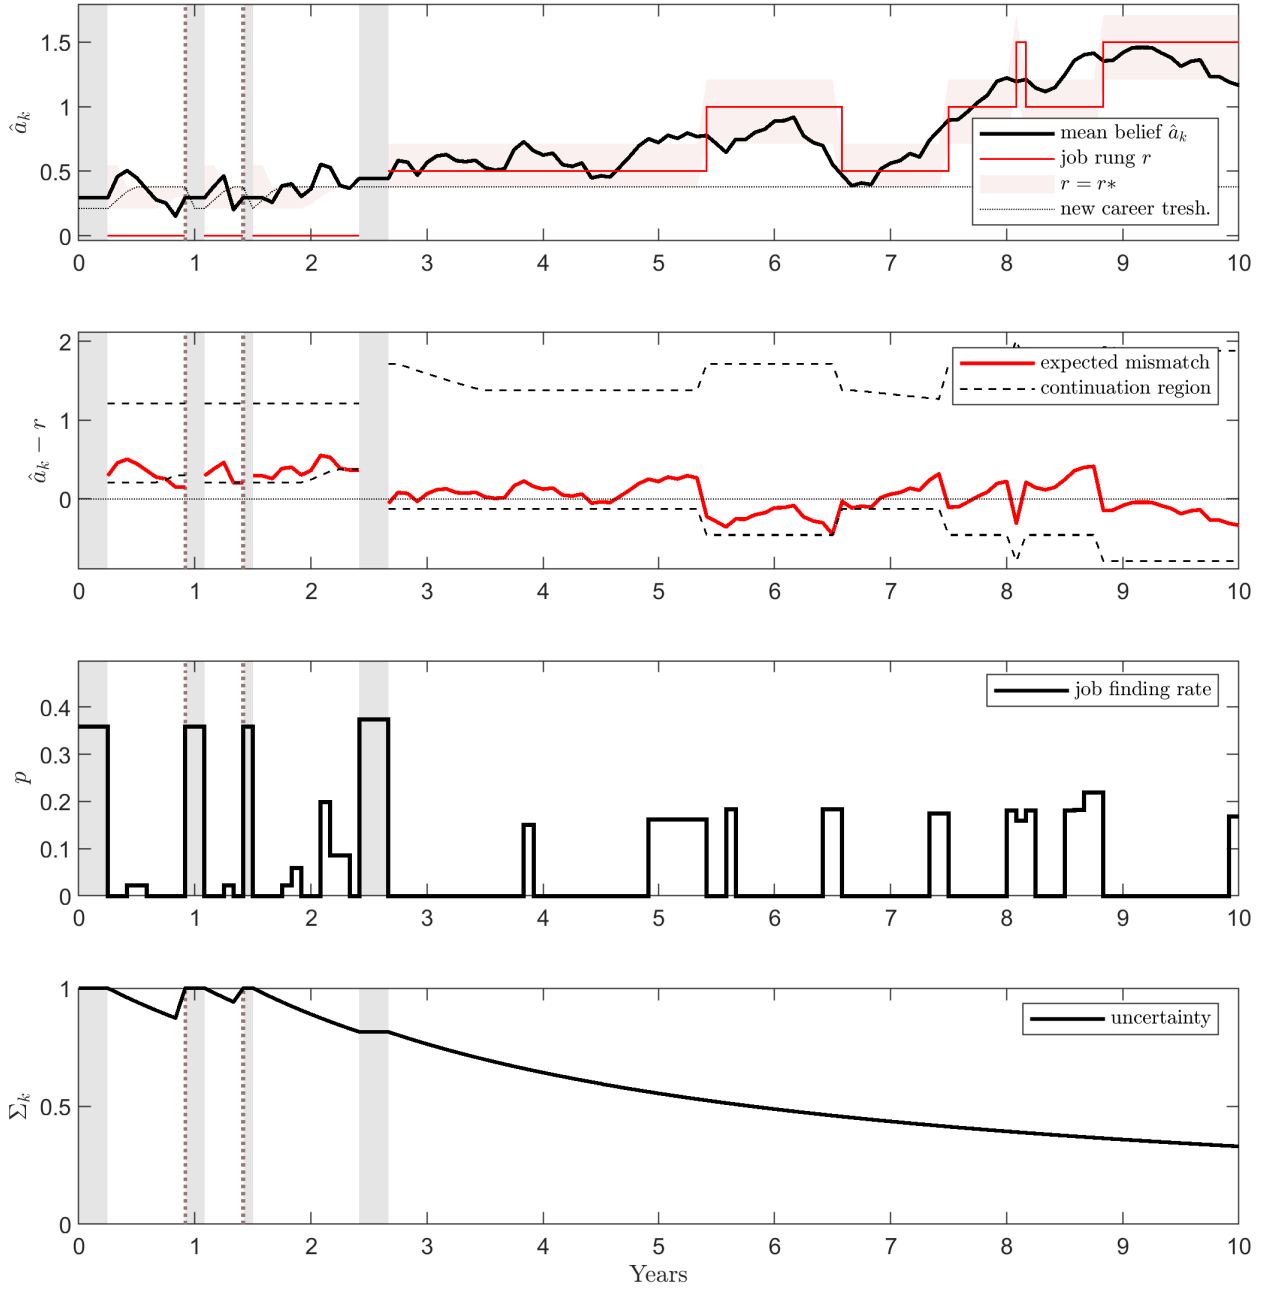 1.5
1
0.5
0
â_k
mean belief â_k
job rung r
r = r*
new career tresh.
0 1 2 3 4 5 6 7 8 9 10
2
1
0
â_k − r
expected mismatch
continuation region
0 1 2 3 4 5 6 7 8 9 10
0.4
0.3
0.2
0.1
0
p
job finding rate
0 1 2 3 4 5 6 7 8 9 10
1
0.5
0
Σ_k
uncertainty
0 1 2 3 4 5 6 7 8 9 10
Years